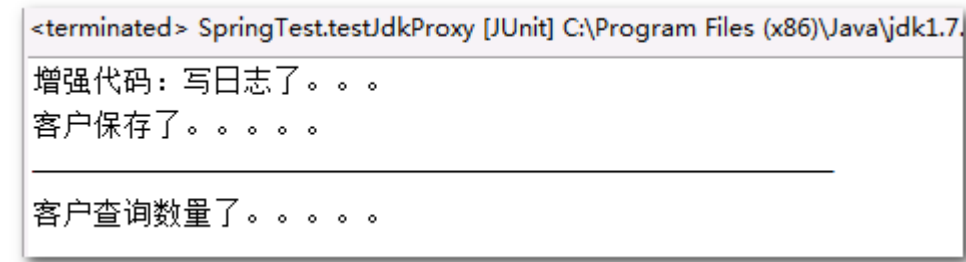 <terminated> SpringTest.testJdkProxy [JUnit] C:\Program Files (x86)\Java\jdk1.7.
增强代码：写日志了。。。
客户保存了。。。。。
客户查询数量了。。。。。